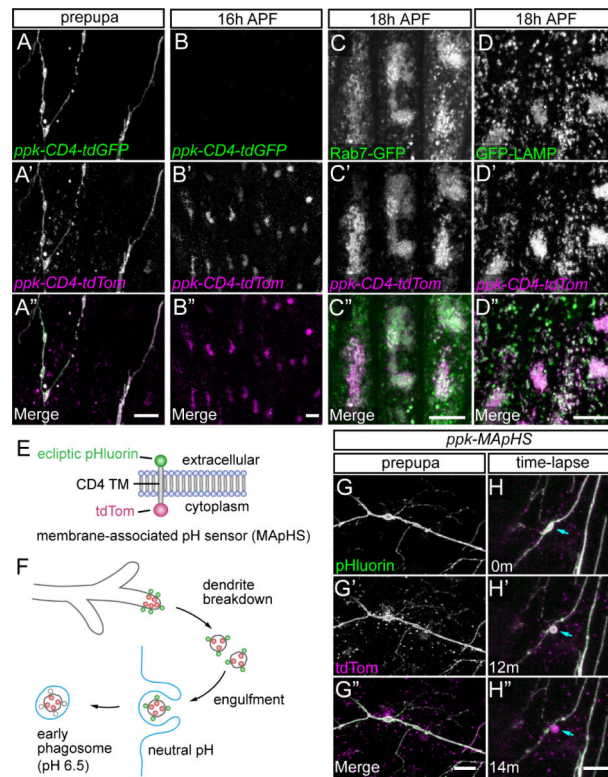 prepupa
16h APF
18h APF
18h APF
A
B
C
D
ppk-CD4-tdGFP
ppk-CD4-tdGFP
Rab7-GFP
GFP-LAMP
A'
B'
C'
D'
ppk-CD4-tdTom
ppk-CD4-tdTom
ppk-CD4-tdTom
ppk-CD4-tdTom
A"
B"
C"
D"
Merge
Merge
Merge
Merge
E
ecliptic pHluorin
extracellular
CD4 TM
cytoplasm
tdTom
membrane-associated pH sensor (MApHS)
F
dendrite
breakdown
engulfment
neutral pH
early
phagosome
(pH 6.5)
ppk-MApHS
prepupa
time-lapse
G
H
pHluorin
0m
G'
H'
tdTom
12m
G"
H"
Merge
14m